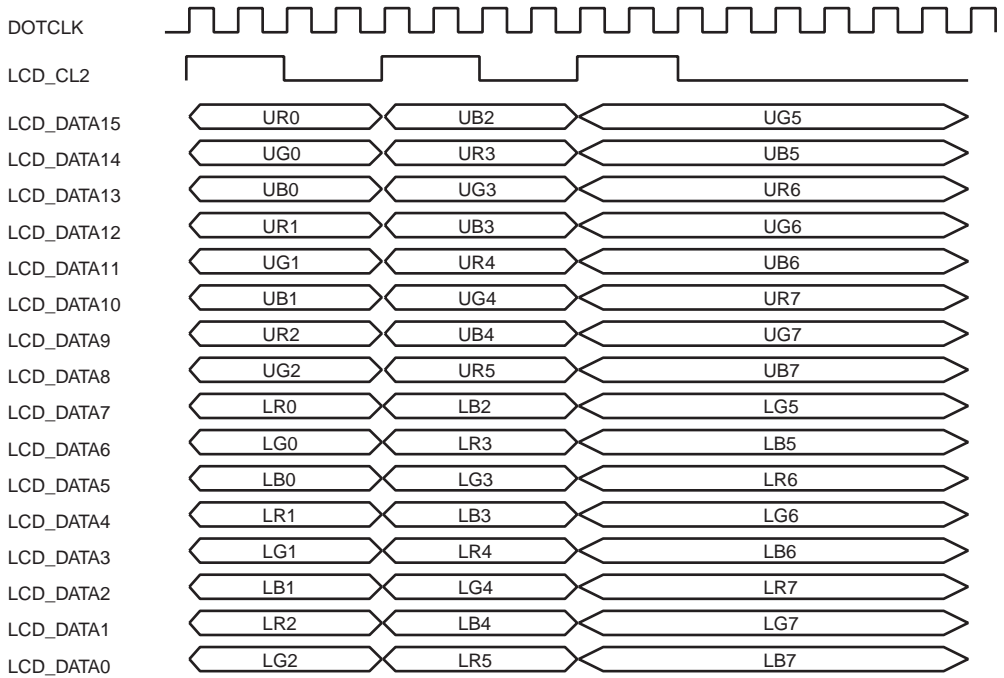 DOTCLK
LCD_CL2
LCD_DATA15 UR0 UB2 UG5
LCD_DATA14 UG0 UR3 UB5
LCD_DATA13 UB0 UG3 UR6
LCD_DATA12 UR1 UB3 UG6
LCD_DATA11 UG1 UR4 UB6
LCD_DATA10 UB1 UG4 UR7
LCD_DATA9 UR2 UB4 UG7
LCD_DATA8 UG2 UR5 UB7
LCD_DATA7 LR0 LB2 LG5
LCD_DATA6 LG0 LR3 LB5
LCD_DATA5 LB0 LG3 LR6
LCD_DATA4 LR1 LB3 LG6
LCD_DATA3 LG1 LR4 LB6
LCD_DATA2 LB1 LG4 LR7
LCD_DATA1 LR2 LB4 LG7
LCD_DATA0 LG2 LR5 LB7